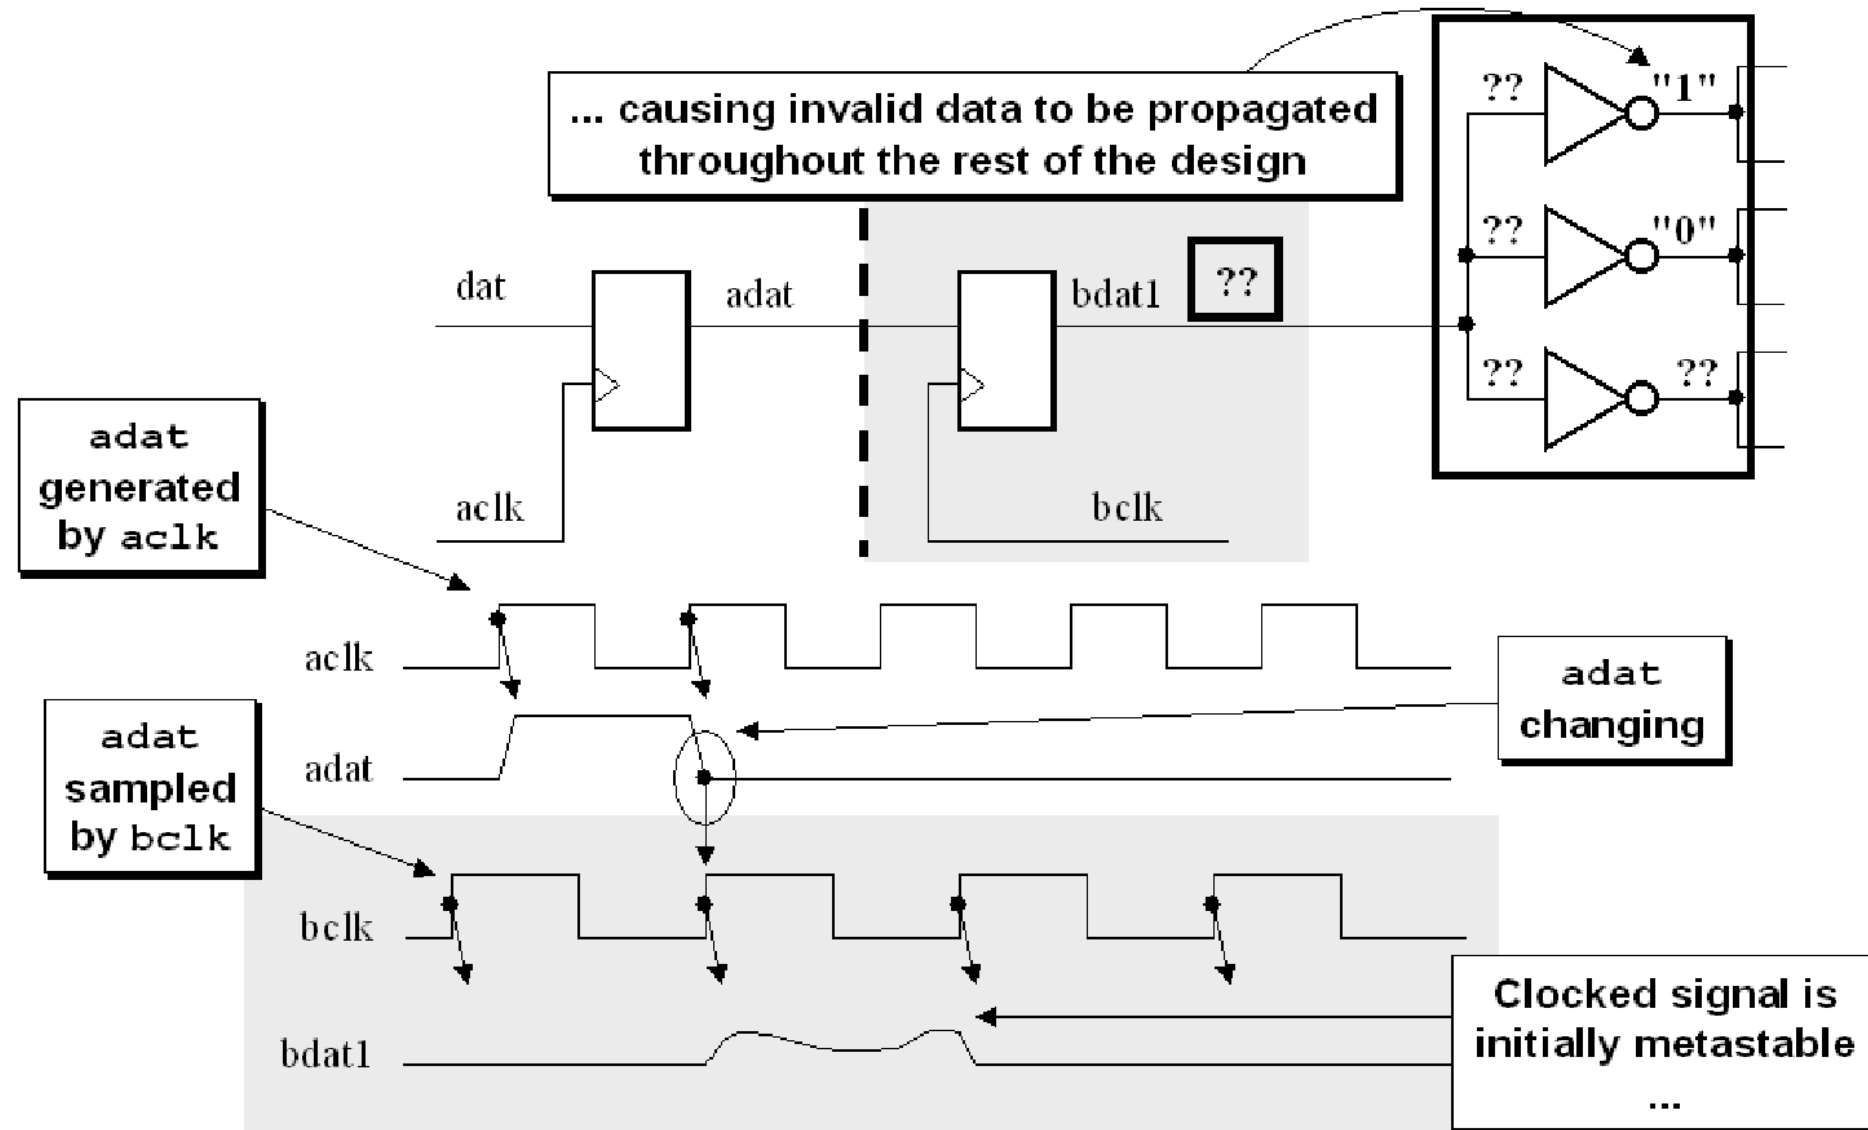 ... causing invalid data to be propagated
throughout the rest of the design
?? "1"
?? "0"
?? ??
dat
adat
bdat1
??
aclk
bclk
adat
generated
by aclk
aclk
adat
changing
adat
adat
sampled
by bclk
bclk
bdat1
Clocked signal is
initially metastable
...